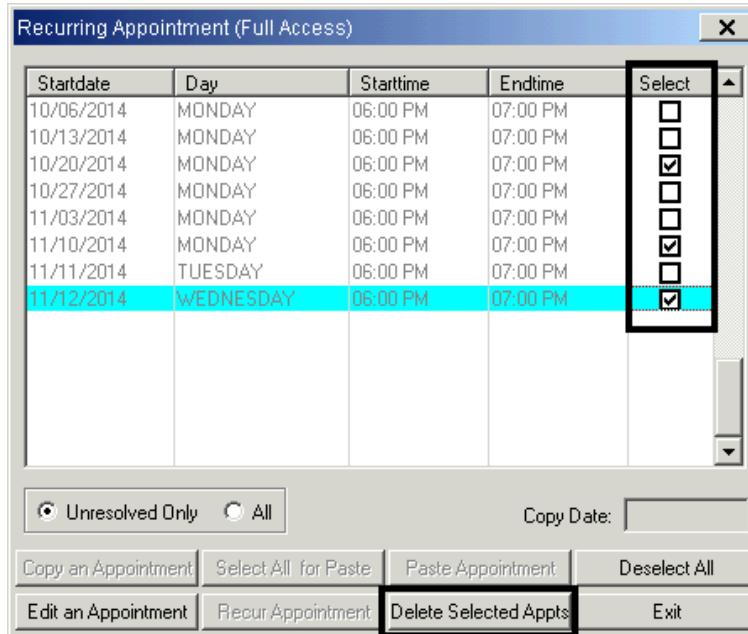 Recurring Appointment (Full Access)
Startdate Day Starttime Endtime Select
10/06/2014 MONDAY 06:00 PM 07:00 PM
10/13/2014 MONDAY 06:00 PM 07:00 PM
10/20/2014 MONDAY 06:00 PM 07:00 PM
10/27/2014 MONDAY 06:00 PM 07:00 PM
11/03/2014 MONDAY 06:00 PM 07:00 PM
11/10/2014 MONDAY 06:00 PM 07:00 PM
11/11/2014 TUESDAY 06:00 PM 07:00 PM
11/12/2014 WEDNESDAY 06:00 PM 07:00 PM
Unresolved Only All Copy Date:
Copy an Appointment Select All for Paste Paste Appointment Deselect All
Edit an Appointment Recur Appointment Delete Selected Appts Exit